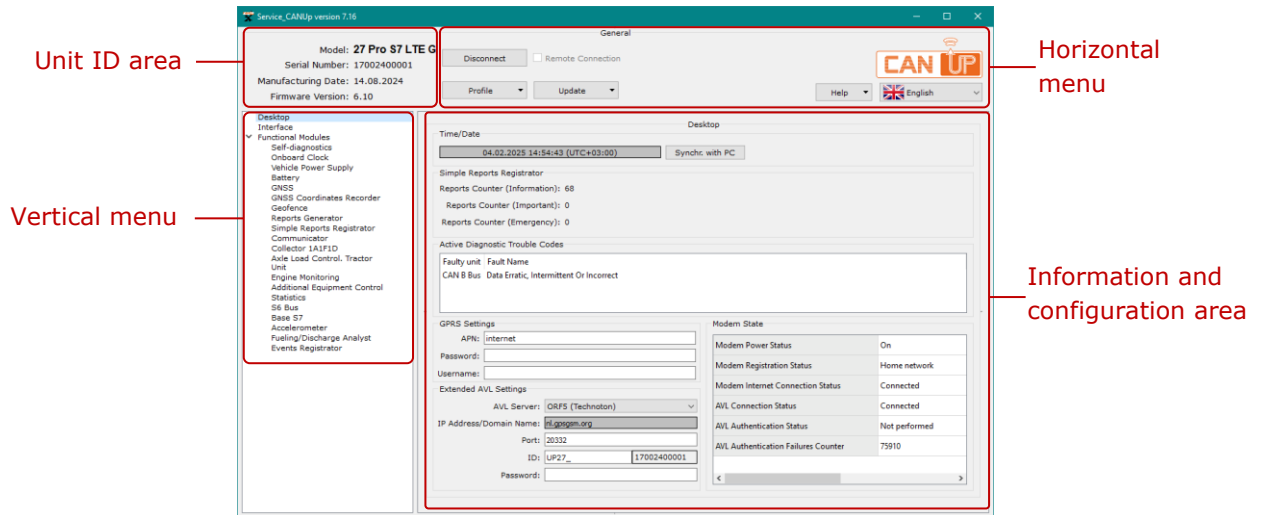 Service_CANUp version 7.16
Unit ID area
Model: 27 Pro S7 LTE G
Serial Number: 17002400001
Manufacturing Date: 14.08.2024
Firmware Version: 6.10
General
Disconnect
Remote Connection
Profile
Update
CAN UP
Help
English
Horizontal
menu
Vertical menu
Desktop
Interface
Functional Modules
Self-diagnostics
Onboard Clock
Vehicle Power Supply
Battery
GNSS
GNSS Coordinates Recorder
Geofence
Reports Generator
Simple Reports Registrator
Communicator
Collector 1A1F1D
Axle Load Control. Tractor
Unit
Engine Monitoring
Additional Equipment Control
Statistics
S6 Bus
Base S7
Accelerometer
Fueling/Discharge Analyst
Events Registrator
Desktop
Time/Date
04.02.2025 14:54:43 (UTC+03:00)
Synchr. with PC
Simple Reports Registrator
Reports Counter (Information): 68
Reports Counter (Important): 0
Reports Counter (Emergency): 0
Active Diagnostic Trouble Codes
Faulty unit Fault Name
CAN B Bus Data Erratic, Intermittent Or Incorrect
GPRS Settings
APN: internet
Password:
Username:
Extended AVL Settings
AVL Server: ORF5 (Technoton)
IP Address/Domain Name: nl.gpsgsm.org
Port: 20332
ID: UP27_ 17002400001
Password:
Modem State
Modem Power Status On
Modem Registration Status Home network
Modem Internet Connection Status Connected
AVL Connection Status Connected
AVL Authentication Status Not performed
AVL Authentication Failures Counter 75910
Information and
configuration area